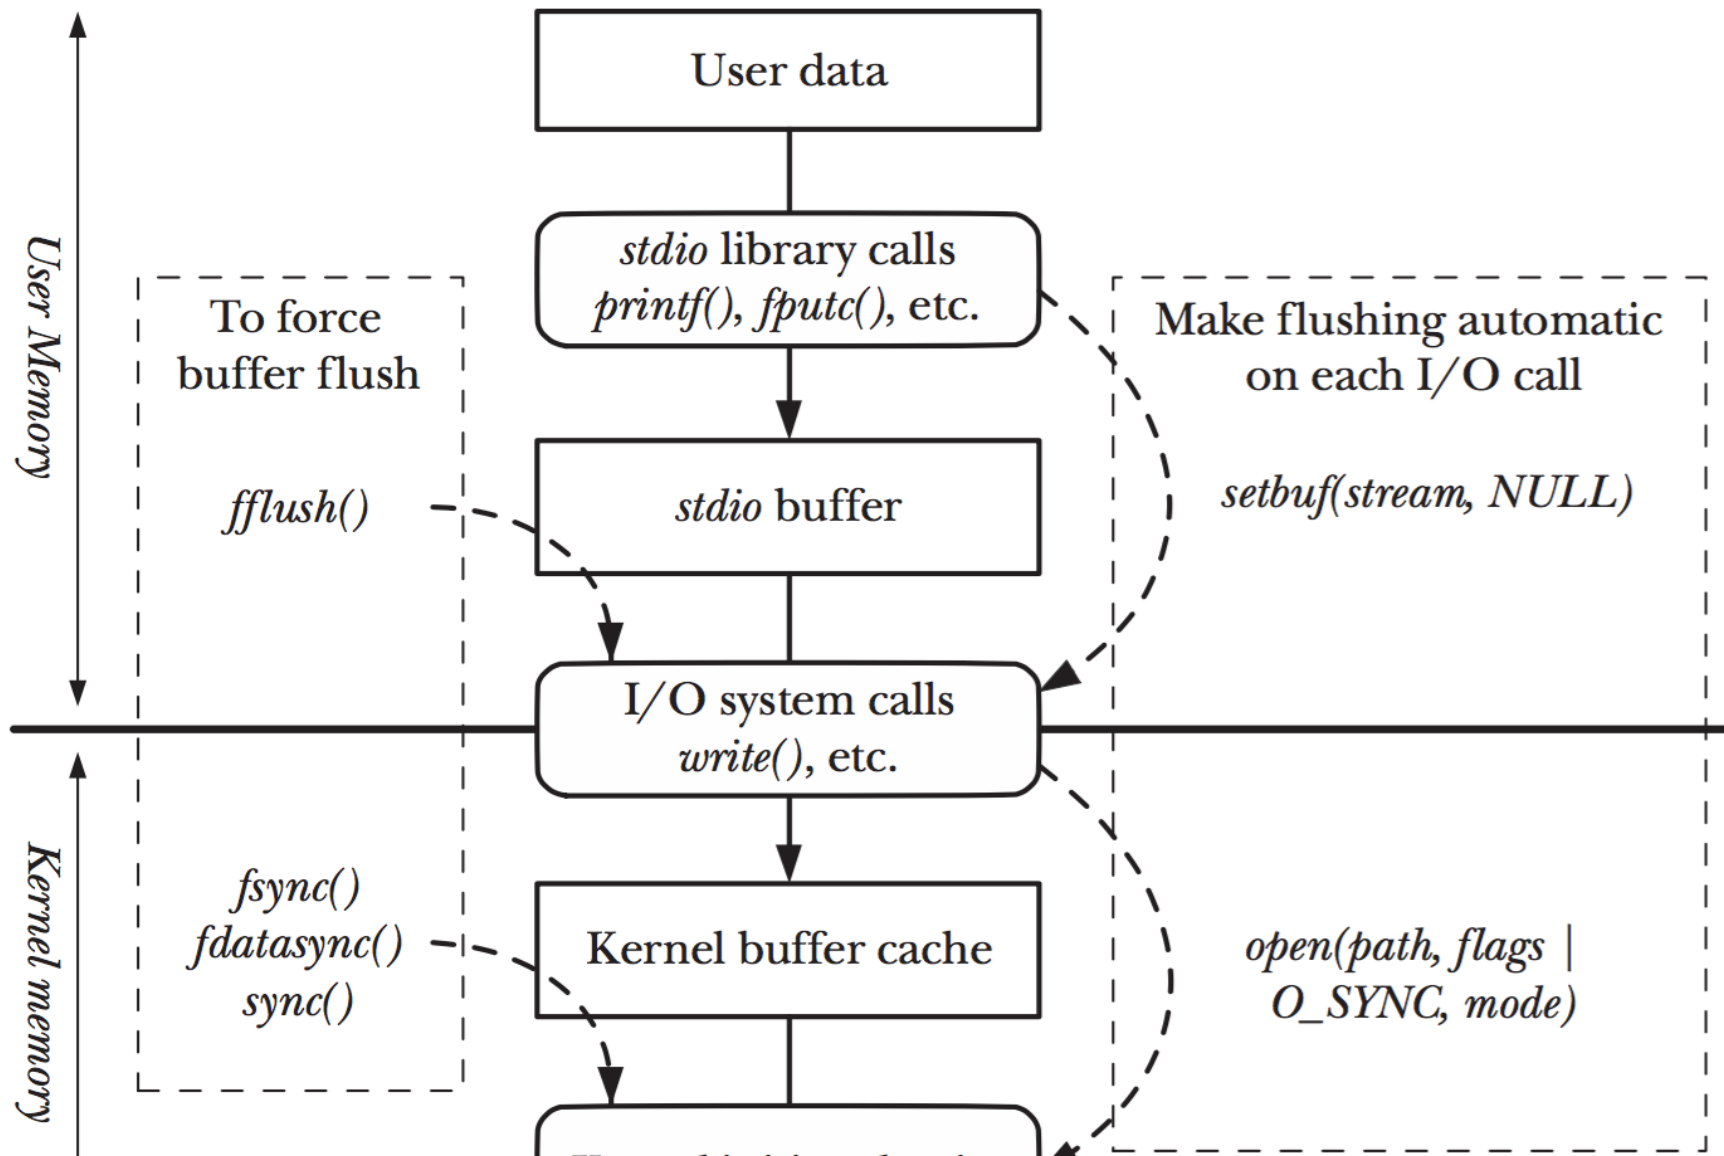 User data
stdio library calls
printf(), fputc(), etc.
To force
buffer flush
Make flushing automatic
on each I/O call
fflush()
stdio buffer
setbuf(stream, NULL)
User Memory
I/O system calls
write(), etc.
Kernel memory
fsync()
fdatasync()
sync()
Kernel buffer cache
open(path, flags |
O_SYNC, mode)